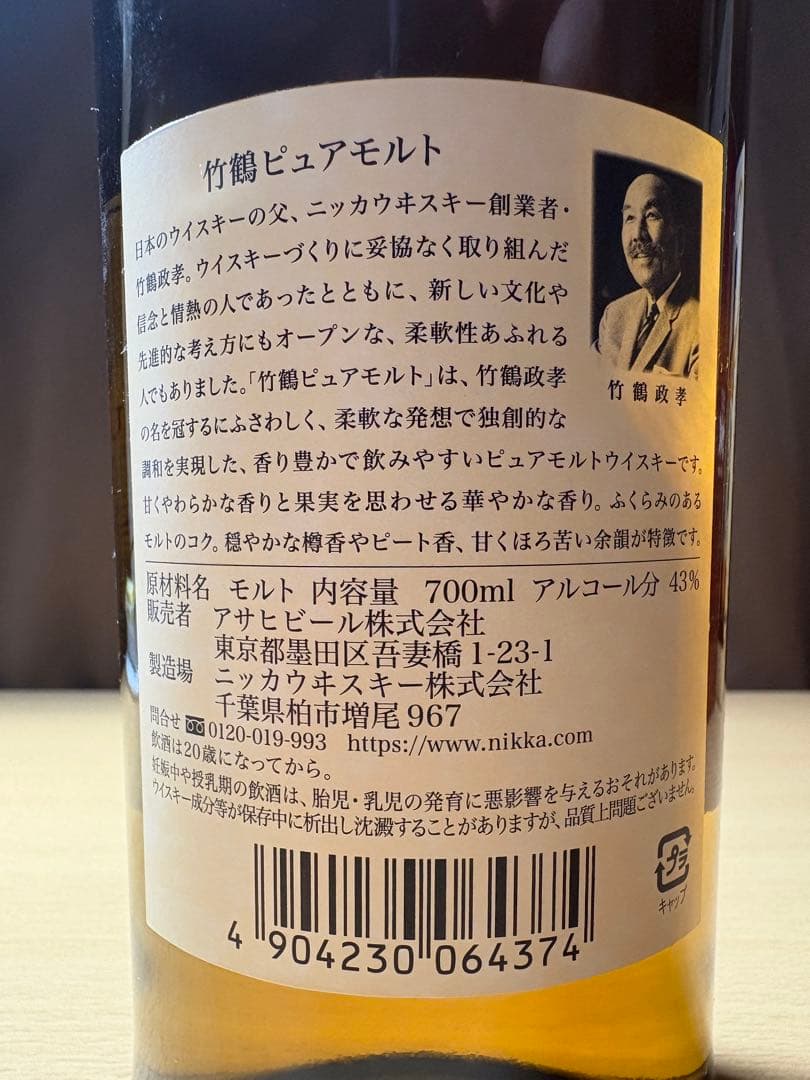 竹鶴ピュアモルト
日本のウイスキーの父、ニッカウヰスキー創業者・
竹鶴政孝。ウイスキーづくりに妥協なく取り組んだ
信念と情熱の人であったとともに、新しい文化や
先進的な考え方にもオープンな、柔軟性あふれる
人でもありました。「竹鶴ピュアモルト」は、竹鶴政孝
の名を冠するにふさわしく、柔軟な発想で独創的な
調和を実現した、香り豊かで飲みやすいピュアモルトウイスキーです。
甘くやわらかな香りと果実を思わせる華やかな香り。ふくらみのある
モルトのコク。穏やかな樽香やピート香、甘くほろ苦い余韻が特徴です。
竹鶴政孝
原材料名 モルト 内容量 700ml アルコール分 43%
販売者 アサヒビール株式会社
東京都墨田区吾妻橋1-23-1
製造場 ニッカウヰスキー株式会社
千葉県柏市増尾967
問合せ 0120-019-993 https://www.nikka.com
飲酒は20歳になってから。
妊娠中や授乳期の飲酒は、胎児・乳児の発育に悪影響を与えるおそれがあります。
ウイスキー成分等が保存中に析出し沈澱することがありますが、品質上問題ございません。
プラ
キャップ
4 904230 064374